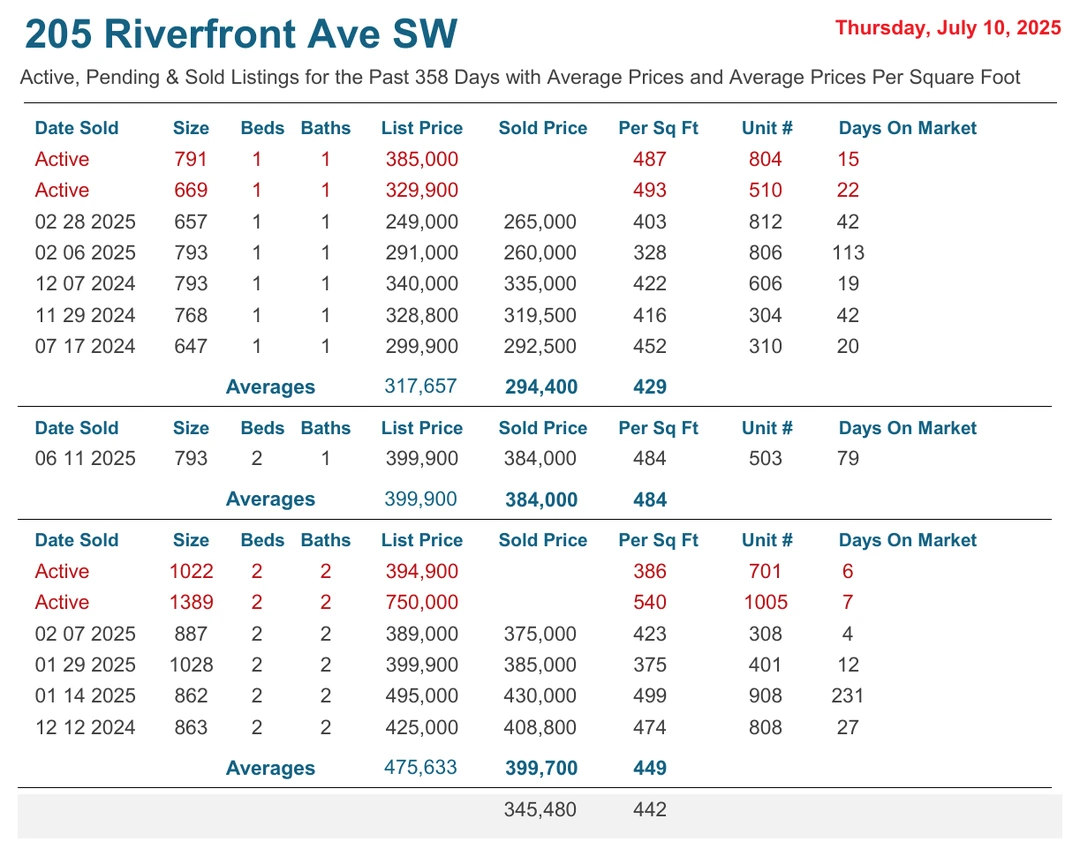 205 Riverfront Ave SW
Thursday, July 10, 2025
Active, Pending & Sold Listings for the Past 358 Days with Average Prices and Average Prices Per Square Foot
Date Sold Size Beds Baths List Price Sold Price Per Sq Ft Unit # Days On Market
Active 791 1 1 385,000 487 804 15
Active 669 1 1 329,900 493 510 22
02 28 2025 657 1 1 249,000 265,000 403 812 42
02 06 2025 793 1 1 291,000 260,000 328 806 113
12 07 2024 793 1 1 340,000 335,000 422 606 19
11 29 2024 768 1 1 328,800 319,500 416 304 42
07 17 2024 647 1 1 299,900 292,500 452 310 20
Averages 317,657 294,400 429
Date Sold Size Beds Baths List Price Sold Price Per Sq Ft Unit # Days On Market
06 11 2025 793 2 1 399,900 384,000 484 503 79
Averages 399,900 384,000 484
Date Sold Size Beds Baths List Price Sold Price Per Sq Ft Unit # Days On Market
Active 1022 2 2 394,900 386 701 6
Active 1389 2 2 750,000 540 1005 7
02 07 2025 887 2 2 389,000 375,000 423 308 4
01 29 2025 1028 2 2 399,900 385,000 375 401 12
01 14 2025 862 2 2 495,000 430,000 499 908 231
12 12 2024 863 2 2 425,000 408,800 474 808 27
Averages 475,633 399,700 449
345,480 442